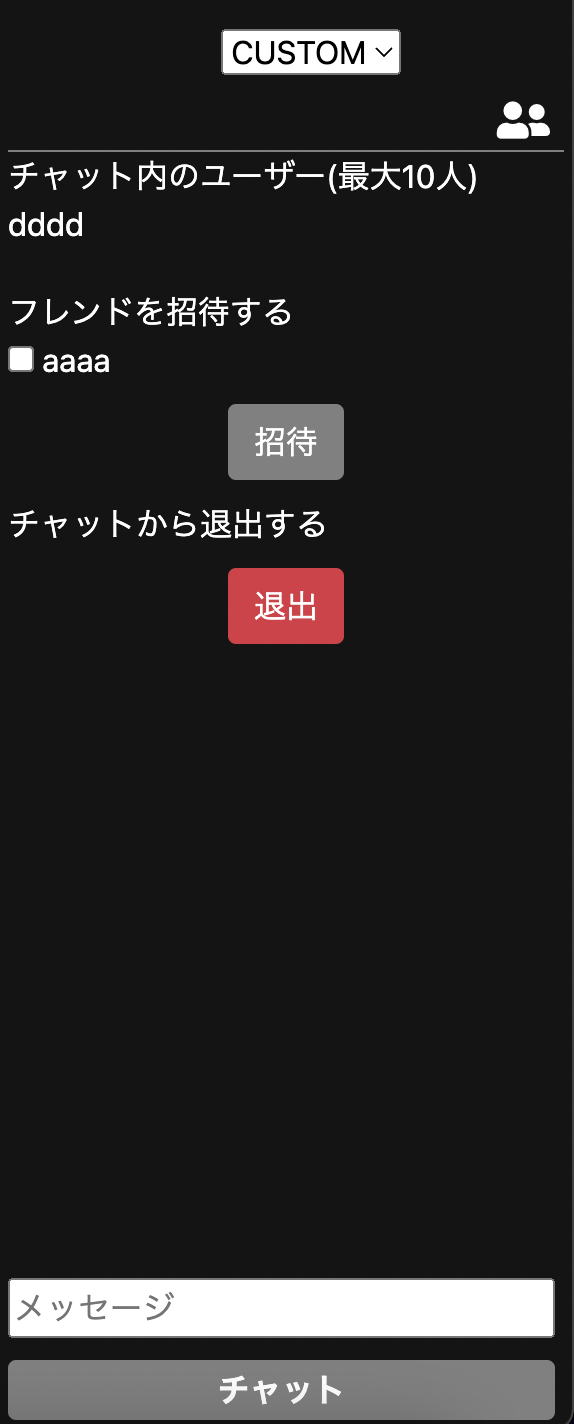 CUSTOM
チャット内のユーザー(最大10人)
dddd
フレンドを招待する
aaaa
招待
チャットから退出する
退出
メッセージ
チャット